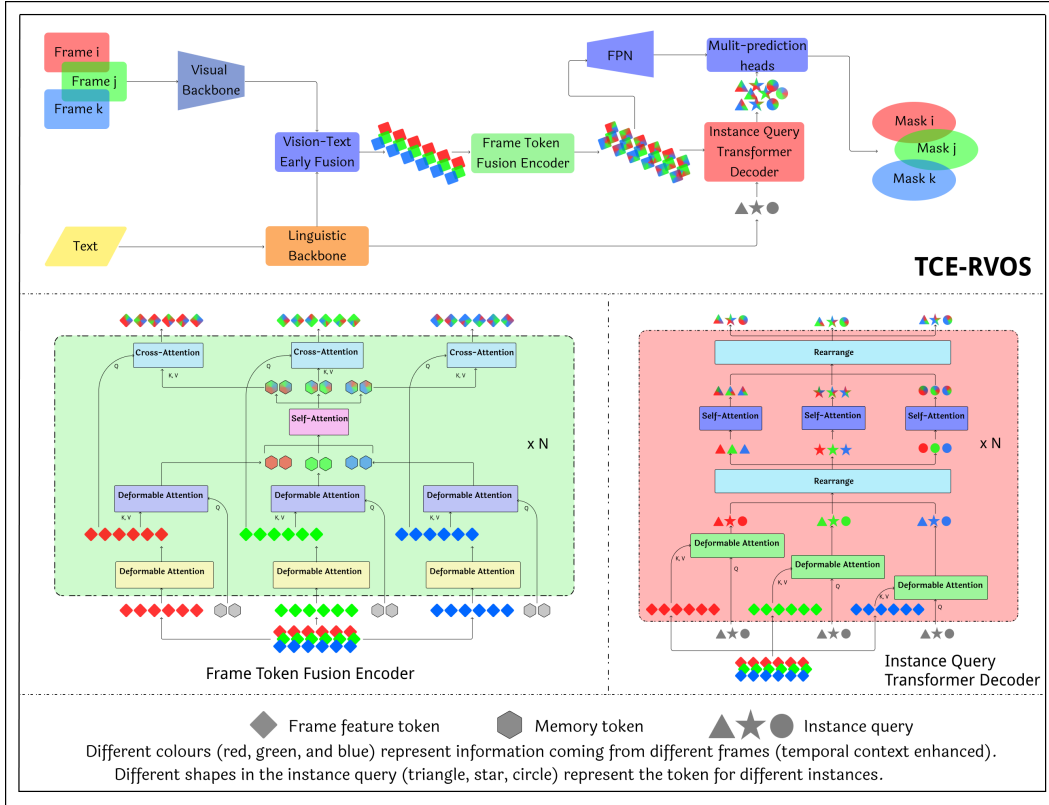 Frame i
Frame j
Frame k
Visual
Backbone
Vision-Text
Early Fusion
Frame Token
Fusion Encoder
FPN
Mulit-prediction
heads
Instance Query
Transformer
Decoder
Mask i
Mask j
Mask k
Text
Linguistic
Backbone
TCE-RVOS
Cross-Attention
Cross-Attention
Cross-Attention
Q
K, V
Q
K, V
Q
K, V
Self-Attention
x N
Deformable Attention
Deformable Attention
Deformable Attention
K, V
Q
K, V
Q
K, V
Q
Deformable Attention
Deformable Attention
Deformable Attention
Frame Token Fusion Encoder
Rearrange
Self-Attention
Self-Attention
Self-Attention
x N
Rearrange
Deformable Attention
Deformable Attention
Deformable Attention
K, V
Q
K, V
Q
K, V
Q
Instance Query
Transformer Decoder
Frame feature token
Memory token
Instance query
Different colours (red, green, and blue) represent information coming from different frames (temporal context enhanced).
Different shapes in the instance query (triangle, star, circle) represent the token for different instances.